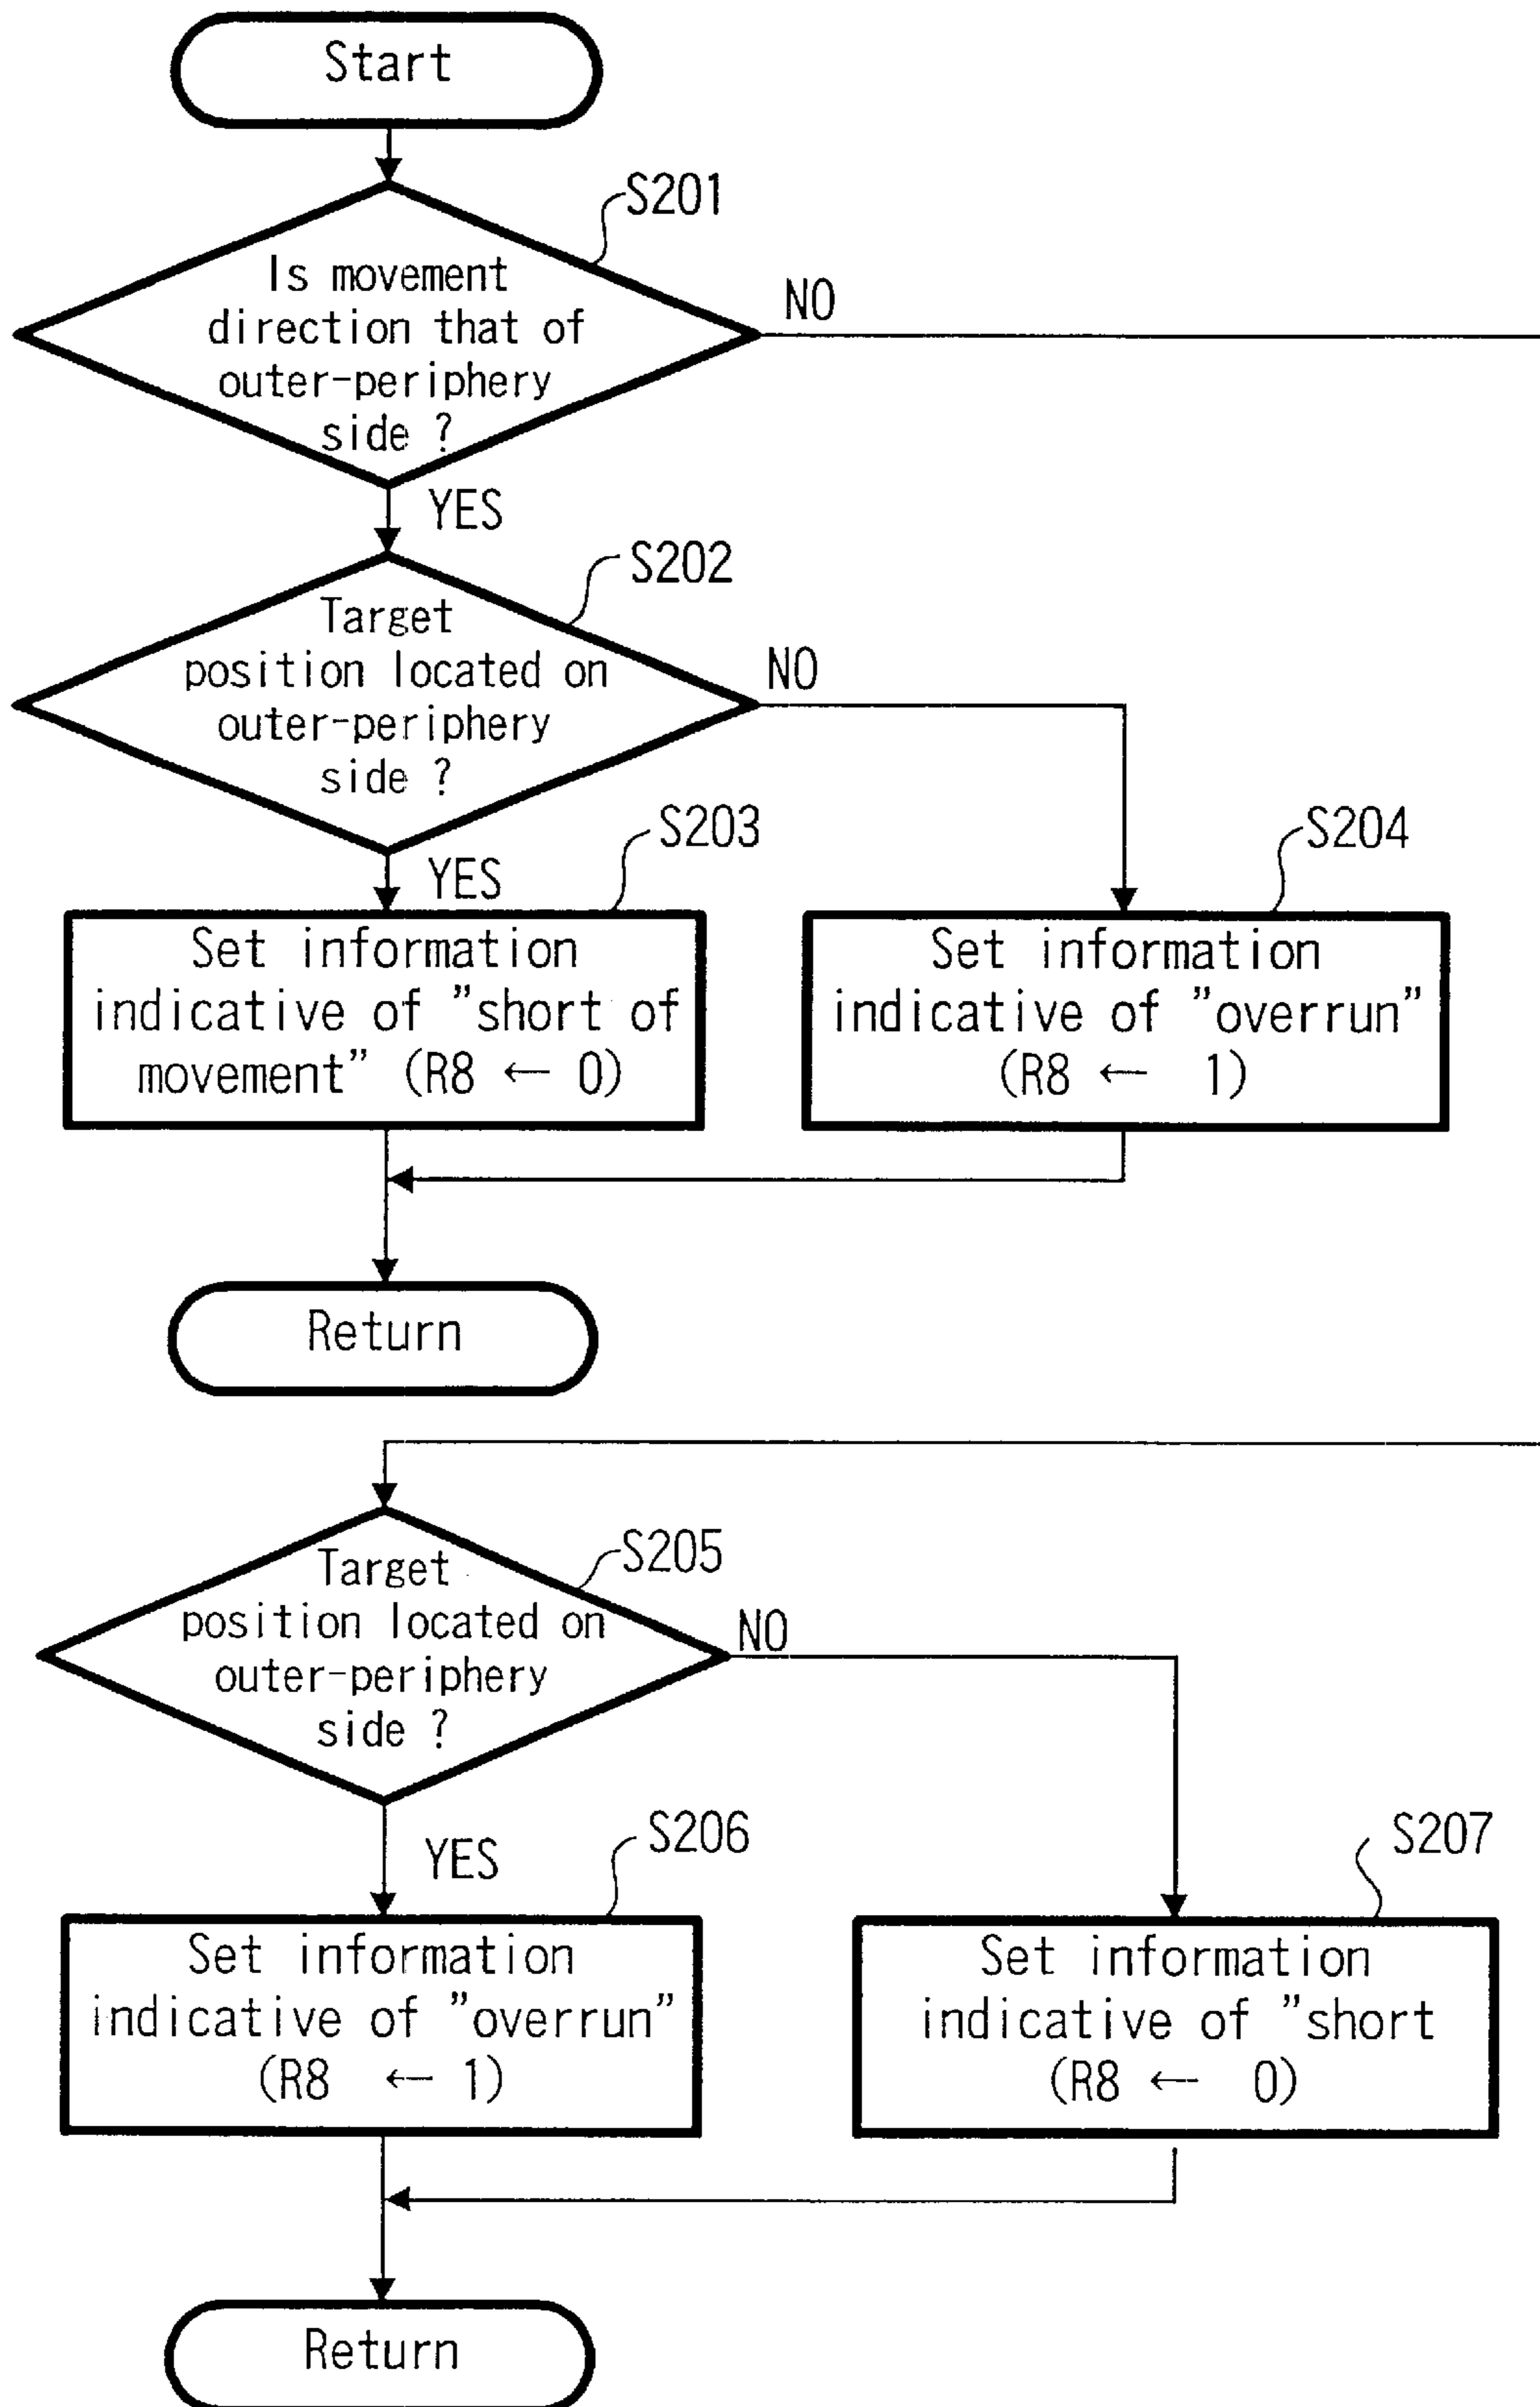 Start
S201
Is movement
direction that of
outer-periphery
side ?
NO
YES
S202
Target
position located on
outer-periphery
side ?
NO
YES
S203
Set information
indicative of ”short of
movement” (R8 ← 0)
S204
Set information
indicative of ”overrun”
(R8 ← 1)
Return
S205
Target
position located on
outer-periphery
side ?
NO
YES
S206
Set information
indicative of ”overrun”
(R8 ← 1)
S207
Set information
indicative of ”short
(R8 ← 0)
Return